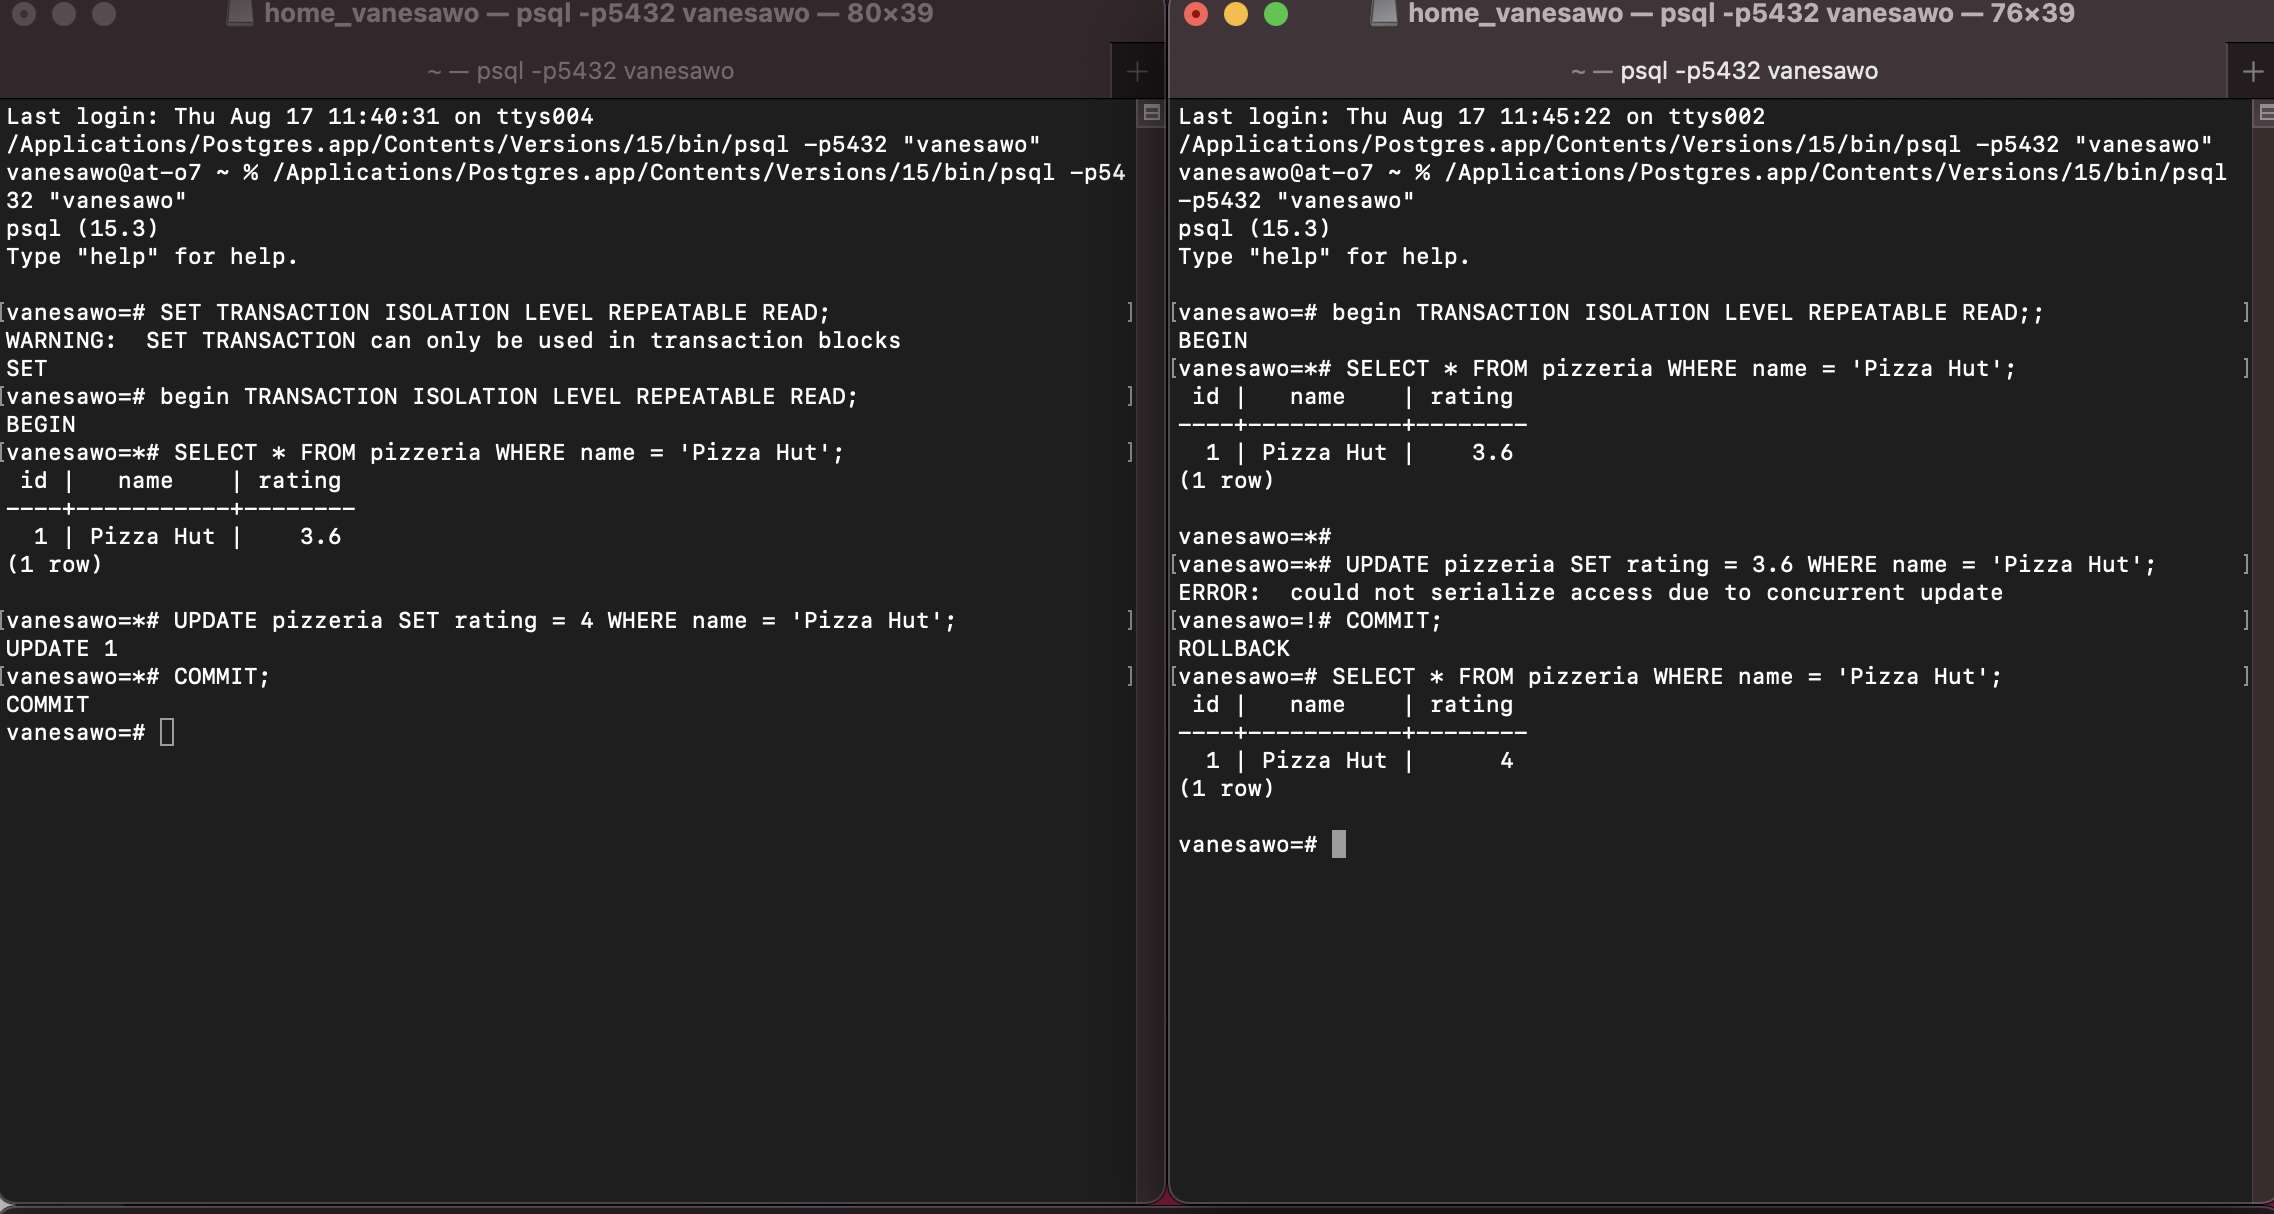 home_vanesawo — psql -p5432 vanesawo — 80×39
~ — psql -p5432 vanesawo
Last login: Thu Aug 17 11:40:31 on ttys004
/Applications/Postgres.app/Contents/Versions/15/bin/psql -p5432 "vanesawo"
vanesawo@at-o7 ~ % /Applications/Postgres.app/Contents/Versions/15/bin/psql -p54
32 "vanesawo"
psql (15.3)
Type "help" for help.
[vanesawo=# SET TRANSACTION ISOLATION LEVEL REPEATABLE READ; ]
WARNING:  SET TRANSACTION can only be used in transaction blocks
SET
[vanesawo=# begin TRANSACTION ISOLATION LEVEL REPEATABLE READ; ]
BEGIN
[vanesawo=*# SELECT * FROM pizzeria WHERE name = 'Pizza Hut'; ]
 id |   name    | rating
----+-----------+--------
  1 | Pizza Hut |    3.6
(1 row)
[vanesawo=*# UPDATE pizzeria SET rating = 4 WHERE name = 'Pizza Hut'; ]
UPDATE 1
[vanesawo=*# COMMIT; ]
COMMIT
vanesawo=#
home_vanesawo — psql -p5432 vanesawo — 76×39
~ — psql -p5432 vanesawo
Last login: Thu Aug 17 11:45:22 on ttys002
/Applications/Postgres.app/Contents/Versions/15/bin/psql -p5432 "vanesawo"
vanesawo@at-o7 ~ % /Applications/Postgres.app/Contents/Versions/15/bin/psql
-p5432 "vanesawo"
psql (15.3)
Type "help" for help.
[vanesawo=# begin TRANSACTION ISOLATION LEVEL REPEATABLE READ;; ]
BEGIN
[vanesawo=*# SELECT * FROM pizzeria WHERE name = 'Pizza Hut'; ]
 id |   name    | rating
----+-----------+--------
  1 | Pizza Hut |    3.6
(1 row)
vanesawo=*#
[vanesawo=*# UPDATE pizzeria SET rating = 3.6 WHERE name = 'Pizza Hut'; ]
ERROR:  could not serialize access due to concurrent update
[vanesawo=!# COMMIT; ]
ROLLBACK
[vanesawo=# SELECT * FROM pizzeria WHERE name = 'Pizza Hut'; ]
 id |   name    | rating
----+-----------+--------
  1 | Pizza Hut |      4
(1 row)
vanesawo=#